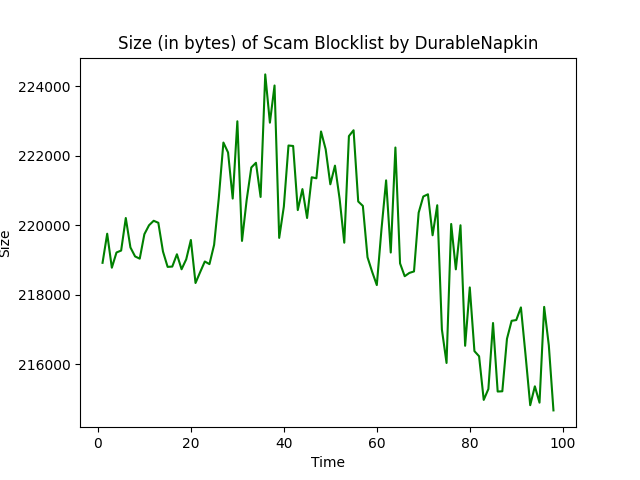 Size (in bytes) of Scam Blocklist by DurableNapkin
224000
222000
220000
218000
216000
Size
0 20 40 60 80 100
Time